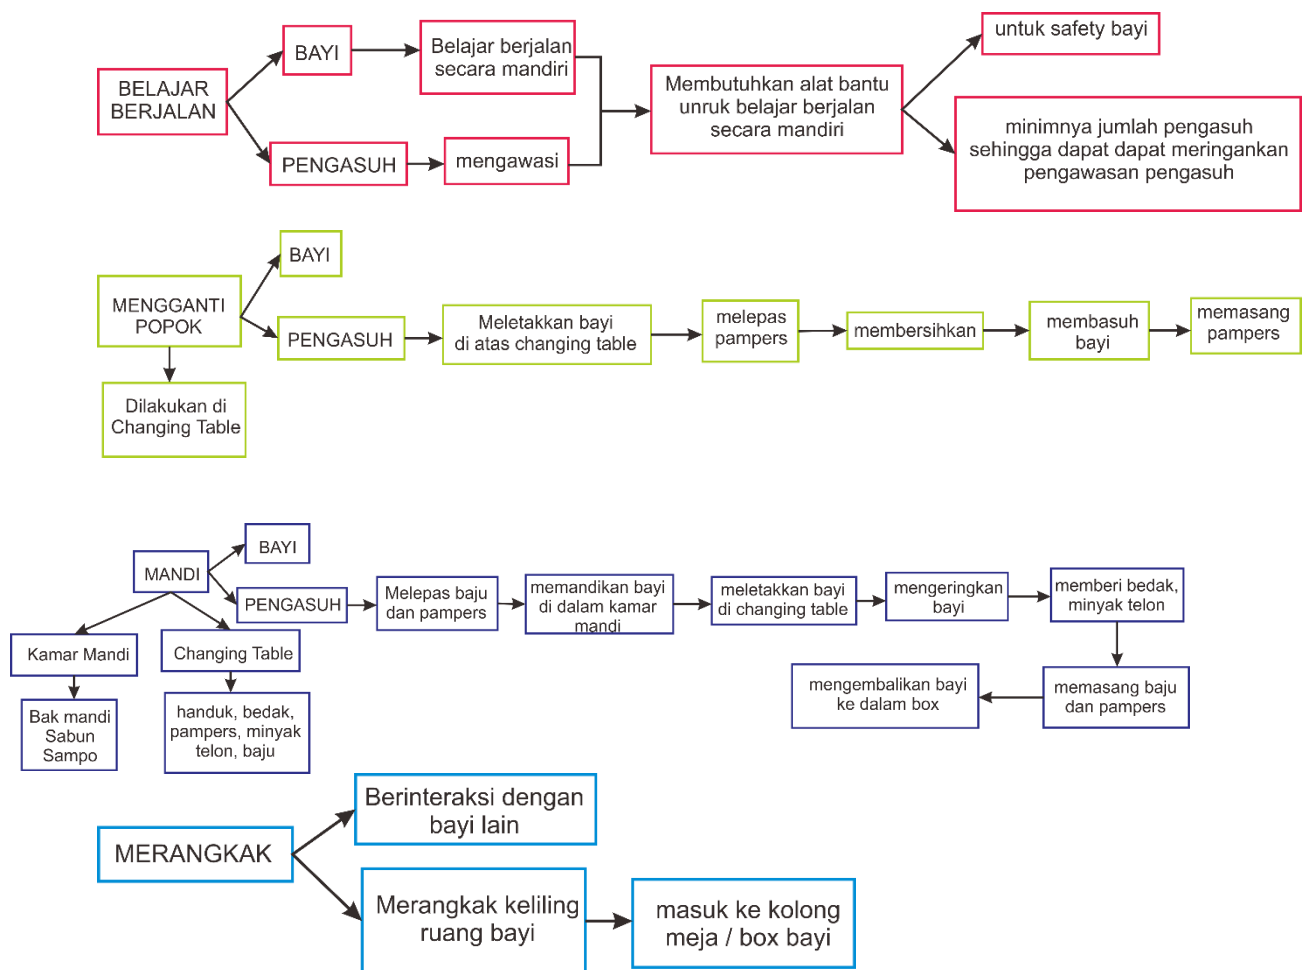 BELAJAR
BERJALAN
BAYI
Belajar berjalan
secara mandiri
PENGASUH
mengawasi
Membutuhkan alat bantu
unruk belajar berjalan
secara mandiri
untuk safety bayi
minimnya jumlah pengasuh
sehingga dapat dapat meringankan
pengawasan pengasuh
MENGGANTI
POPOK
BAYI
PENGASUH
Meletakkan bayi
di atas changing table
melepas
pampers
membersihkan
membasuh
bayi
memasang
pampers
Dilakukan di
Changing Table
MANDI
BAYI
PENGASUH
Melepas baju
dan pampers
memandikan bayi
di dalam kamar
mandi
meletakkan bayi
di changing table
mengeringkan
bayi
memberi bedak,
minyak telon
memasang baju
dan pampers
mengembalikan bayi
ke dalam box
Kamar Mandi
Bak mandi
Sabun
Sampo
Changing Table
handuk, bedak,
pampers, minyak
telon, baju
MERANGKAK
Berinteraksi dengan
bayi lain
Merangkak keliling
ruang bayi
masuk ke kolong
meja / box bayi